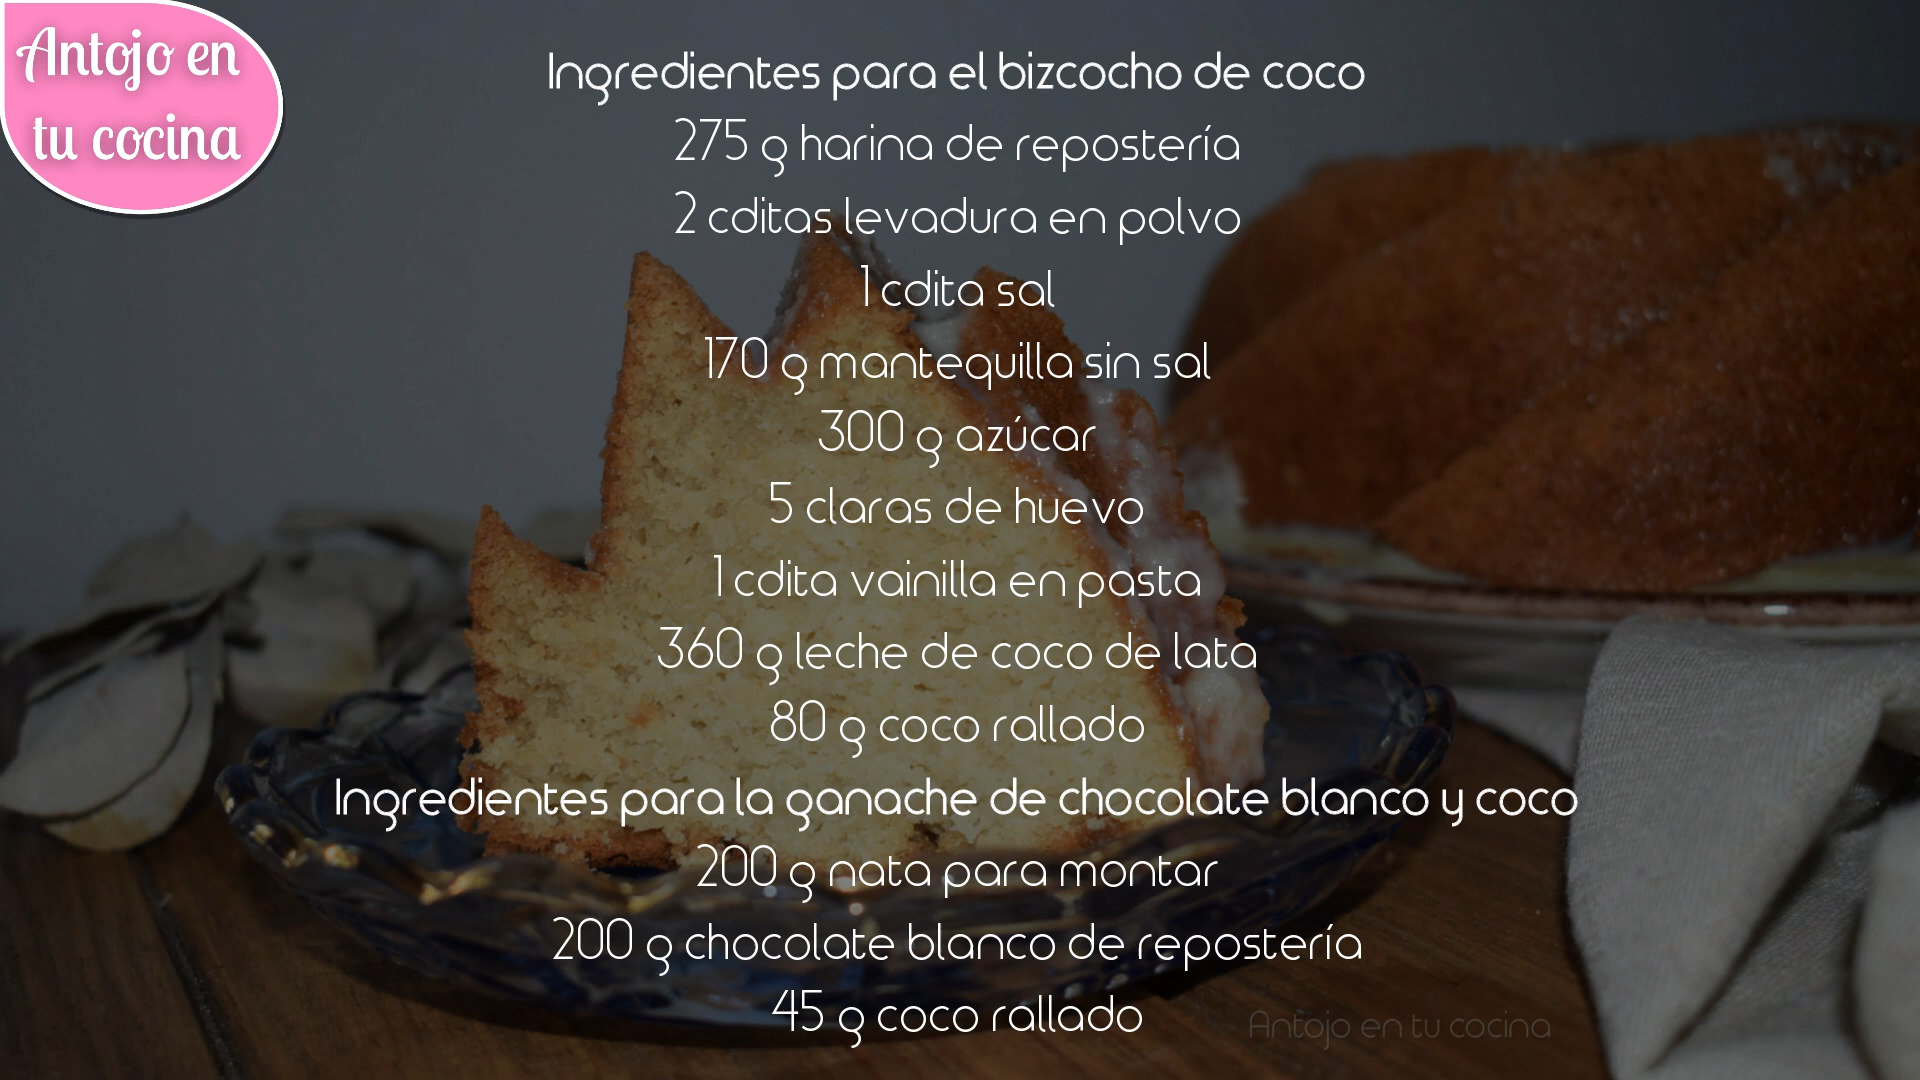 Antojo en
tu cocina
Ingredientes para el bizcocho de coco
275 g harina de repostería
2 cditas levadura en polvo
1 cdita sal
170 g mantequilla sin sal
300 g azúcar
5 claras de huevo
1 cdita vainilla en pasta
360 g leche de coco de lata
80 g coco rallado
Ingredientes para la ganache de chocolate blanco y coco
200 g nata para montar
200 g chocolate blanco de repostería
45 g coco rallado
Antojo en tu cocina